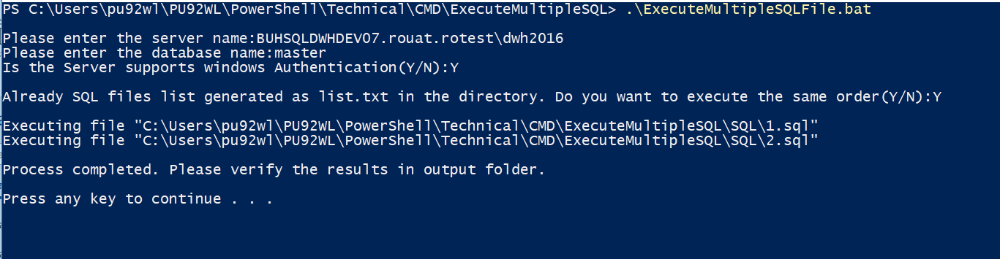 PS C:\Users\pu92wl\PU92WL\PowerShell\Technical\CMD\ExecuteMultipleSQL> .\ExecuteMultipleSQLFile.bat
Please enter the server name:BUHSQLDWHDEV07.rouat.rotest\dwh2016
Please enter the database name:master
Is the Server supports windows Authentication(Y/N):Y
Already SQL files list generated as list.txt in the directory. Do you want to execute the same order(Y/N):Y
Executing file "C:\Users\pu92wl\PU92WL\PowerShell\Technical\CMD\ExecuteMultipleSQL\SQL\1.sql"
Executing file "C:\Users\pu92wl\PU92WL\PowerShell\Technical\CMD\ExecuteMultipleSQL\SQL\2.sql"
Process completed. Please verify the results in output folder.
Press any key to continue . . .